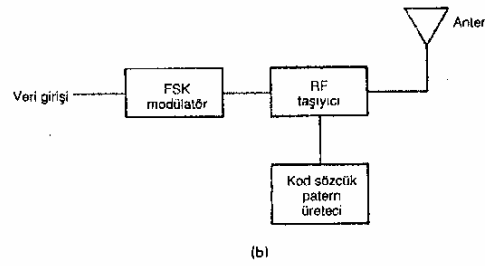 Anten
Veri girişi
FSK
modülatör
RF
taşıyıcı
Kod sözcük
patern
üreteci
(b)